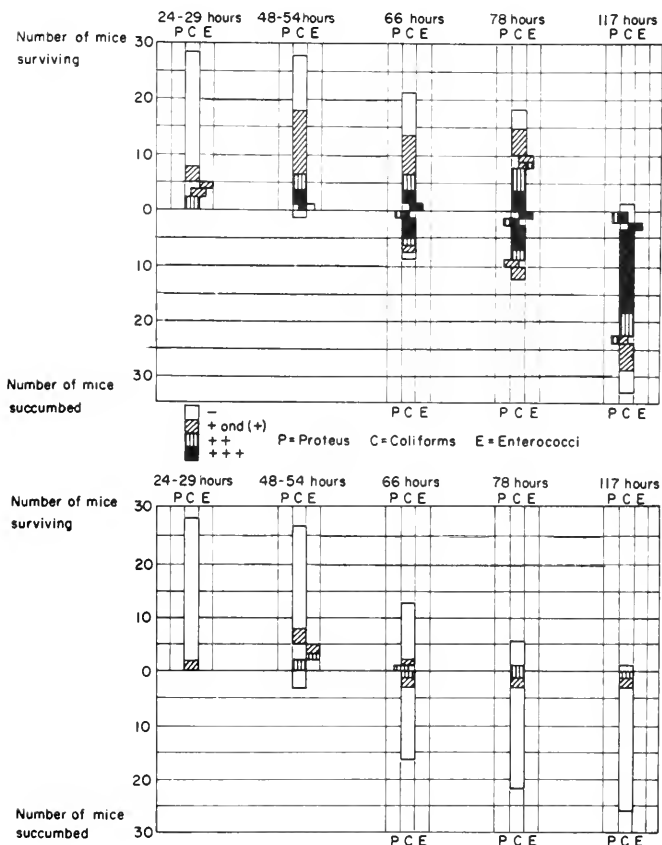 24-29 hours 48-54 hours 66 hours 78 hours 117 hours
Number of mice surviving
P C E P C E P C E P C E P C E
30
20
10
0
10
20
30
Number of mice succumbed
P C E P C E P C E
-
+ and (+)
++
+++
P = Proteus C = Coliforms E = Enterococci
24-29 hours 48-54 hours 66 hours 78 hours 117 hours
Number of mice surviving
P C E P C E P C E P C E P C E
30
20
10
0
10
20
30
Number of mice succumbed
P C E P C E P C E